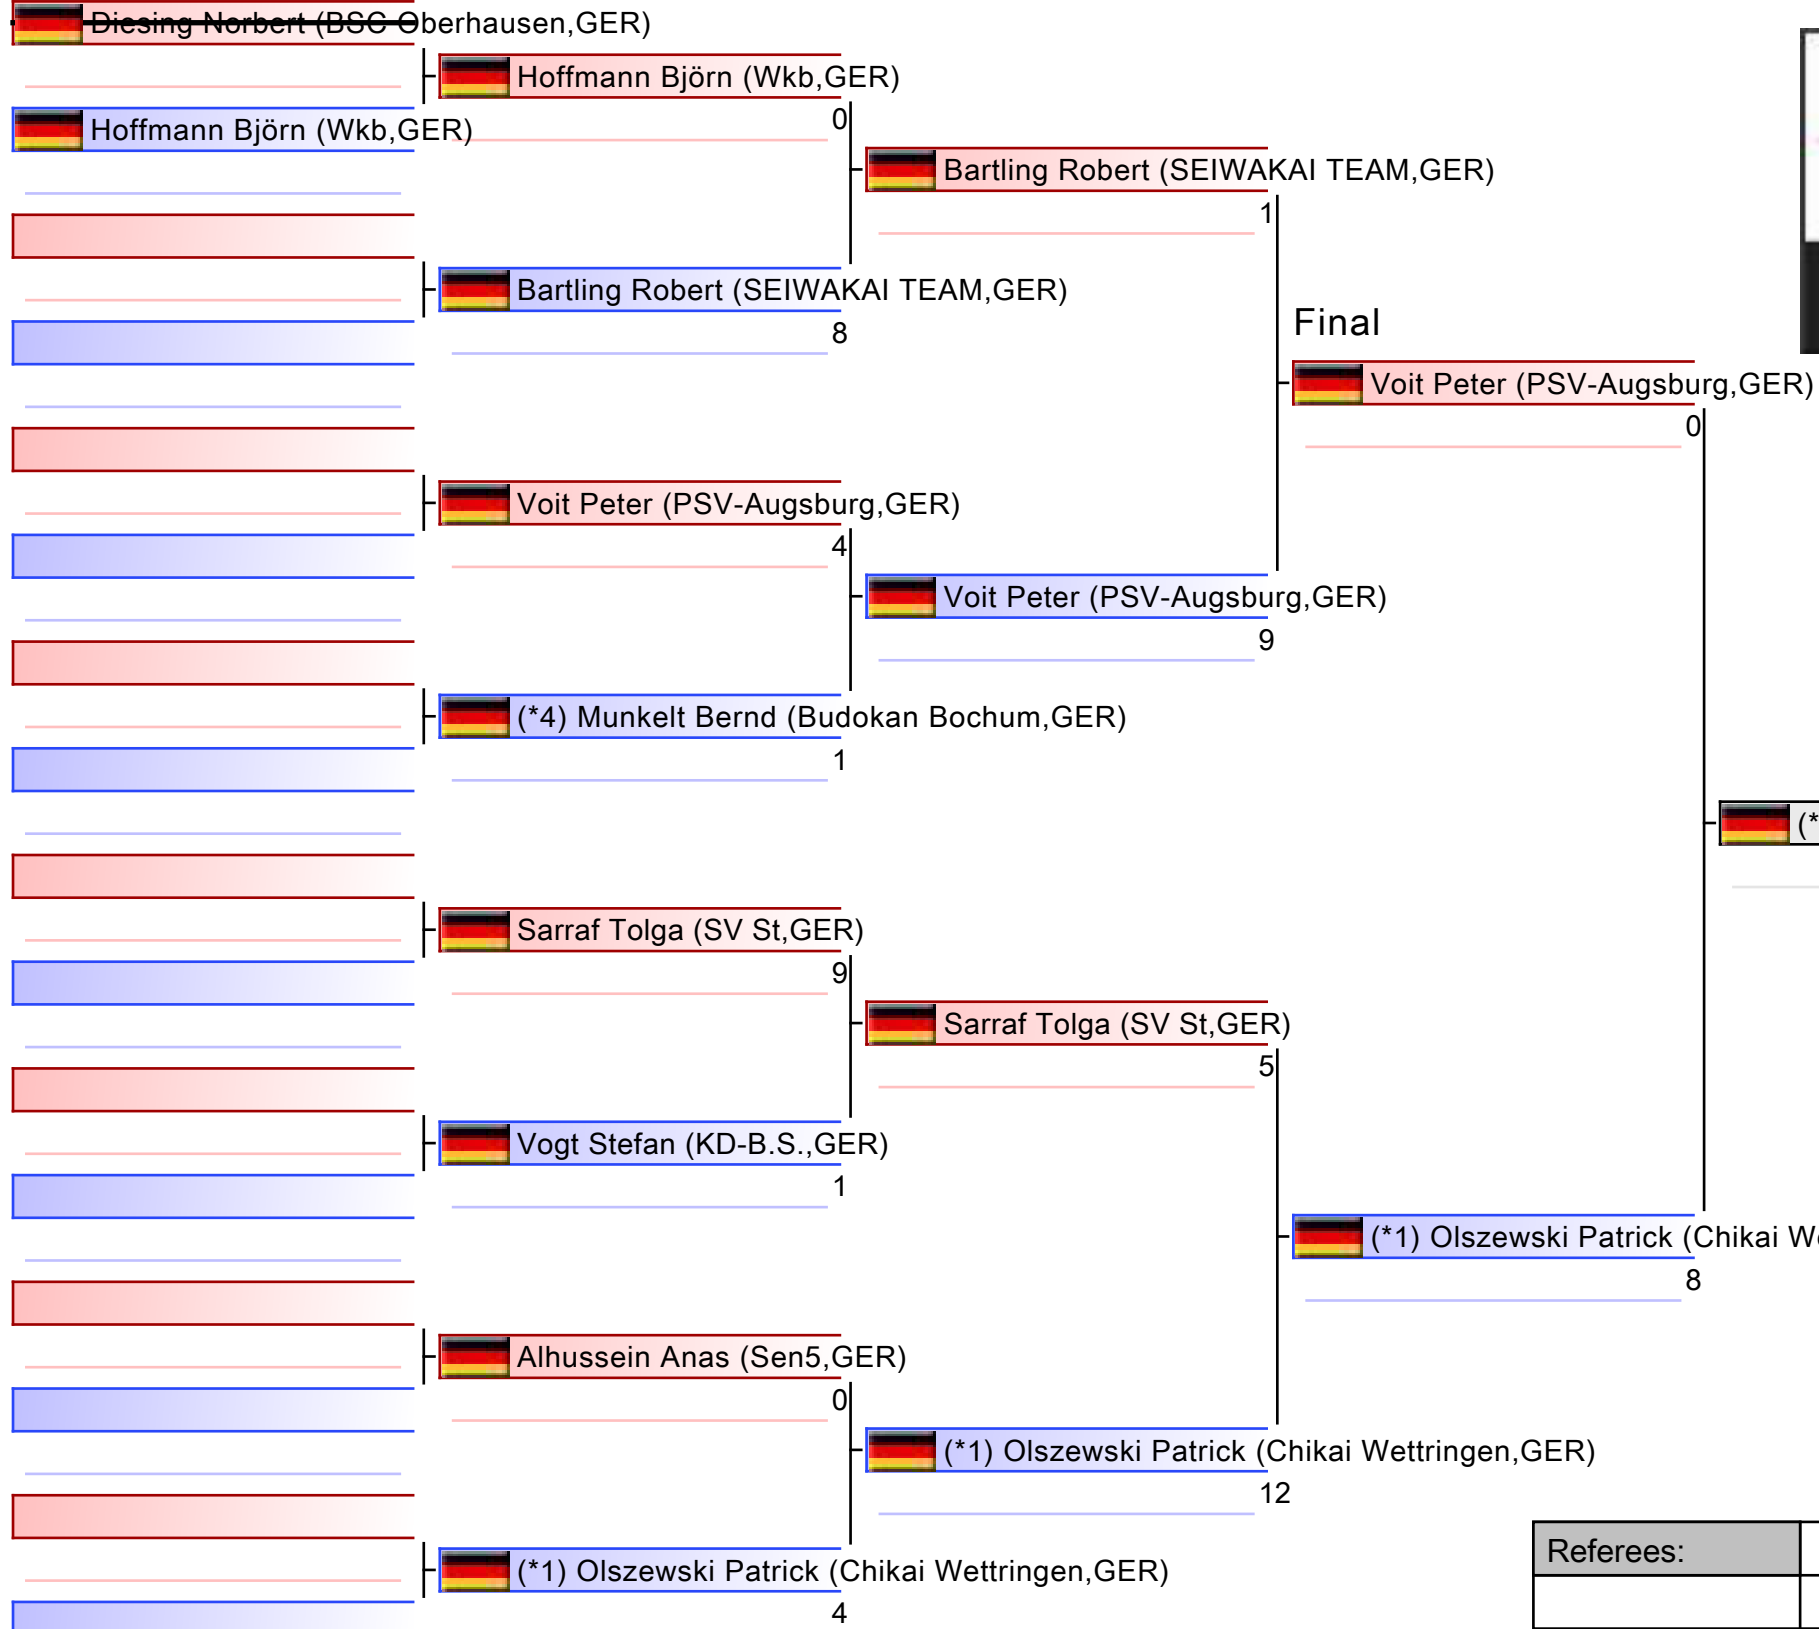 Diesing Norbert (BSC Oberhausen,GER)
Hoffmann Björn (Wkb,GER)
Hoffmann Björn (Wkb,GER)
0
Bartling Robert (SEIWAKAI TEAM,GER)
1
Bartling Robert (SEIWAKAI TEAM,GER)
8
Final
Voit Peter (PSV-Augsburg,GER)
0
Voit Peter (PSV-Augsburg,GER)
4
Voit Peter (PSV-Augsburg,GER)
9
(*4) Munkelt Bernd (Budokan Bochum,GER)
1
(*
Sarraf Tolga (SV St,GER)
9
Sarraf Tolga (SV St,GER)
5
Vogt Stefan (KD-B.S.,GER)
1
(*1) Olszewski Patrick (Chikai W
8
Alhussein Anas (Sen5,GER)
0
(*1) Olszewski Patrick (Chikai Wettringen,GER)
12
(*1) Olszewski Patrick (Chikai Wettringen,GER)
4
Referees: